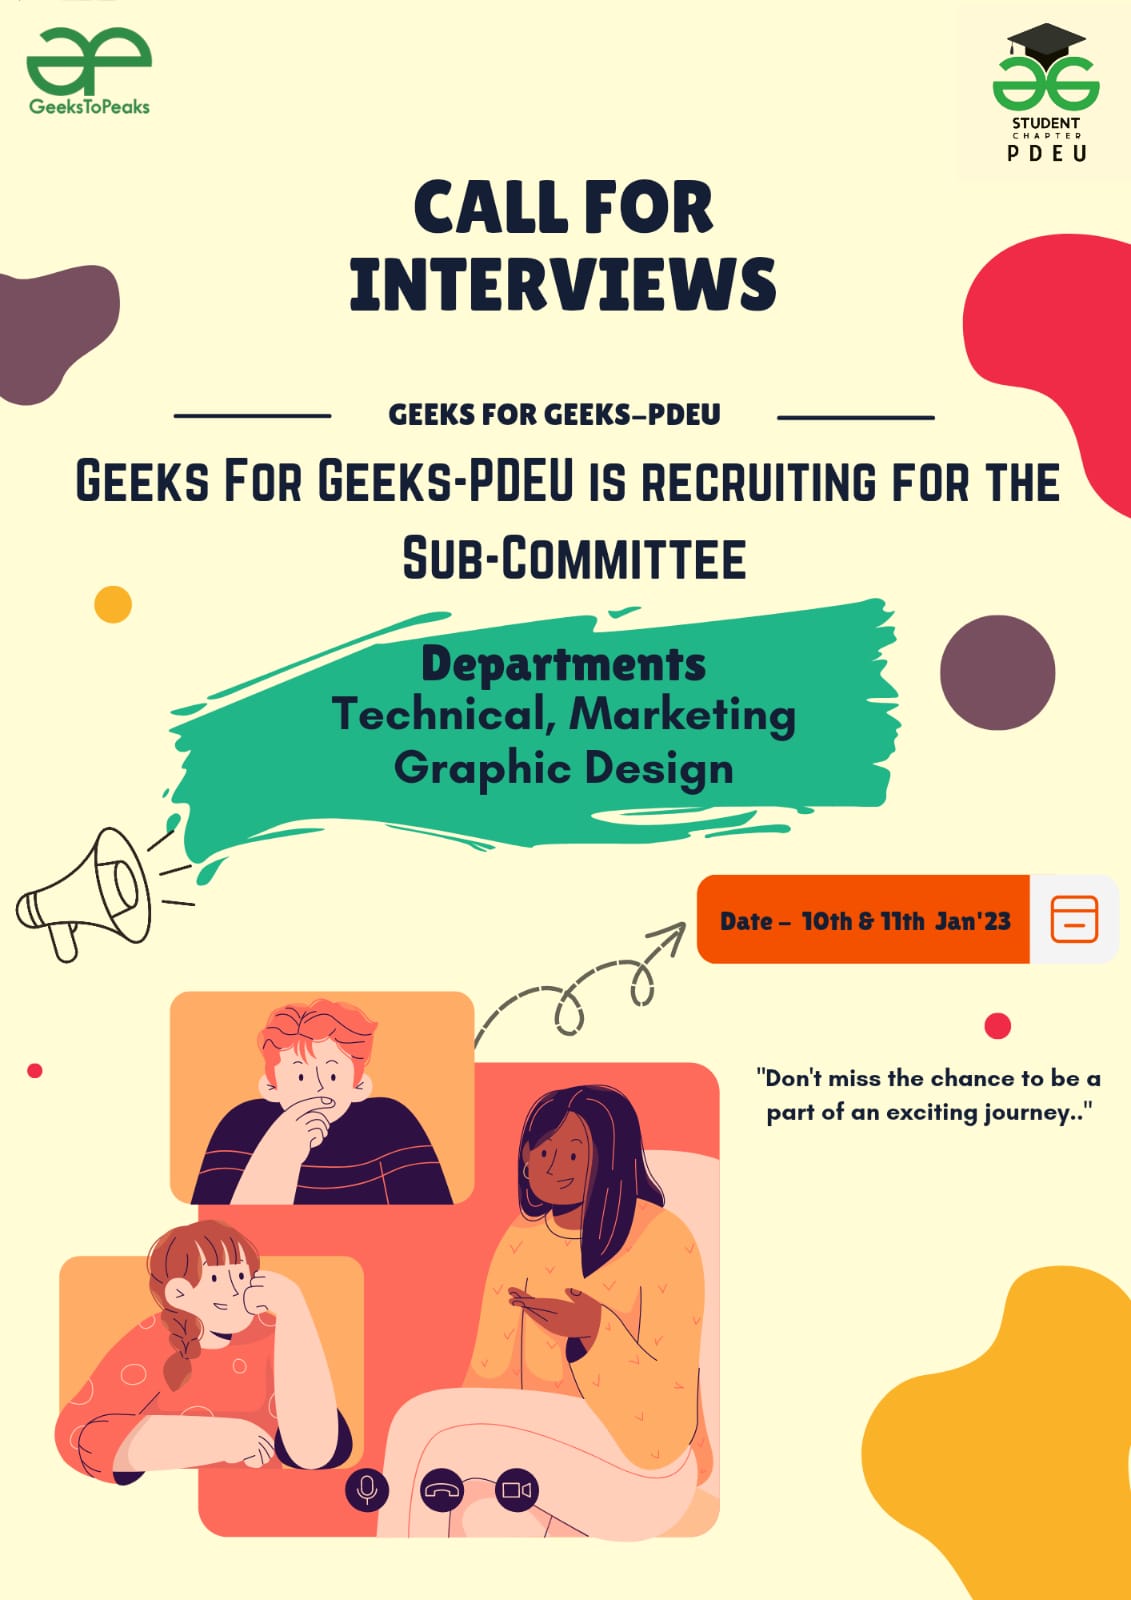 GeeksToPeaks
STUDENT
CHAPTER
PDEU
CALL FOR
INTERVIEWS
GEEKS FOR GEEKS-PDEU
GEEKS FOR GEEKS-PDEU IS RECRUITING FOR THE
SUB-COMMITTEE
Departments
Technical, Marketing
Graphic Design
Date - 10th & 11th Jan'23
"Don't miss the chance to be a
part of an exciting journey.."